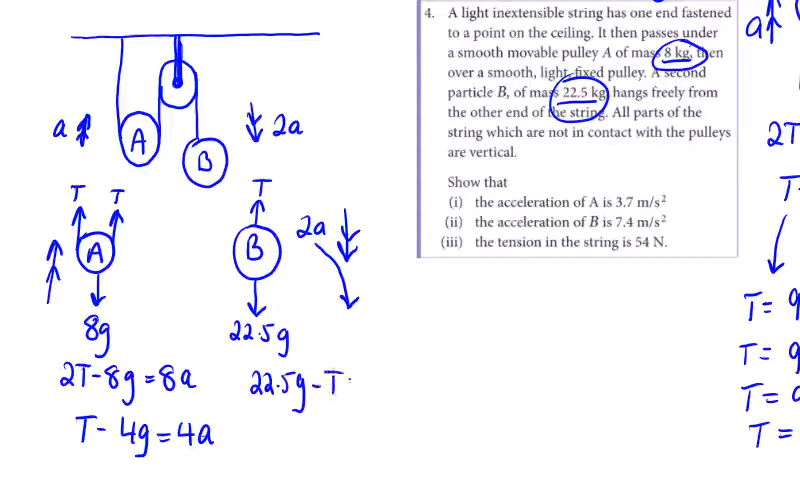 4. A light inextensible string has one end fastened
to a point on the ceiling. It then passes under
a smooth movable pulley A of mass 8 kg, then
over a smooth, light, fixed pulley. A second
particle B, of mass 22.5 kg hangs freely from
the other end of the string. All parts of the
string which are not in contact with the pulleys
are vertical.
Show that
(i) the acceleration of A is 3.7 m/s²
(ii) the acceleration of B is 7.4 m/s²
(iii) the tension in the string is 54 N.
a
A
B
2a
T T
A
8g
2T - 8g = 8a
T - 4g = 4a
T
B
2a
22.5g
22.5g - T
a
2T
T
T =
T =
T =
T =